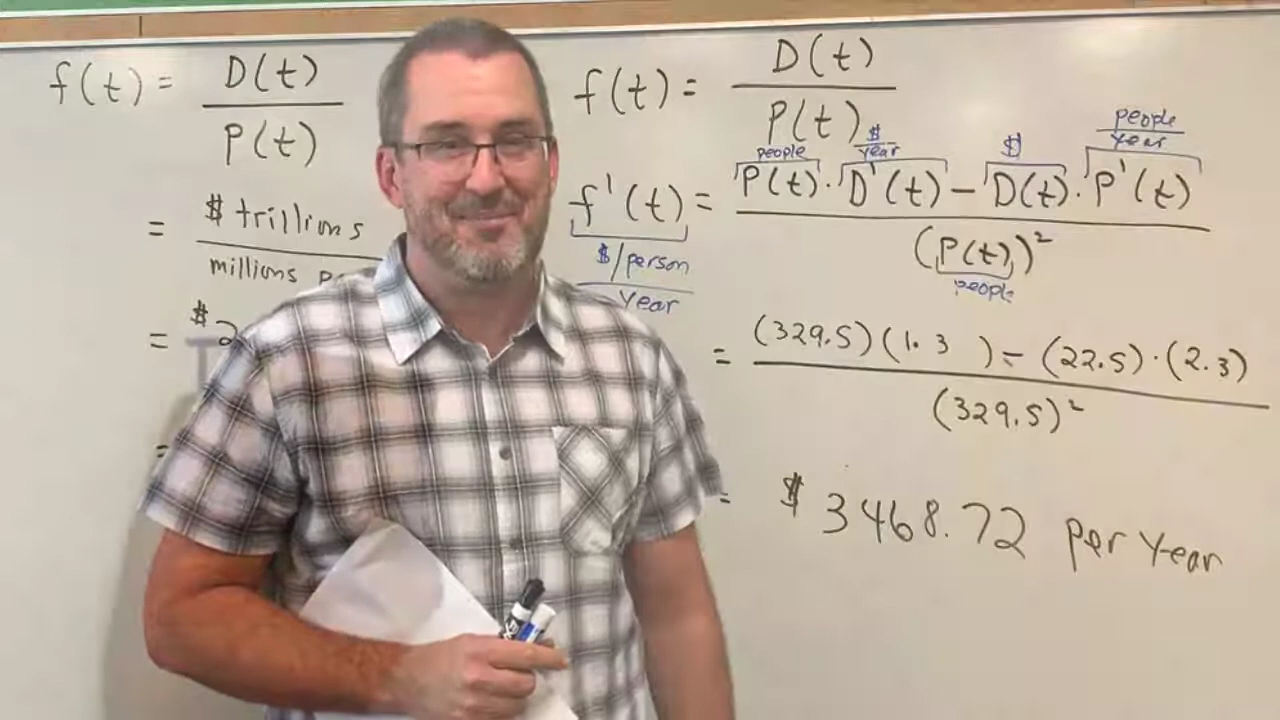 f(t) = D(t)
P(t)
= $ trillions
millions
= $2
=
f(t) = D(t)
P(t)
people $ year $ people year
f'(t) = P(t) · D'(t) − D(t) · P'(t)
(P(t))²
$/person year
people
= (329.5)(1.3 ) − (22.5) · (2.3)
(329.5)²
= $3468.72 per year